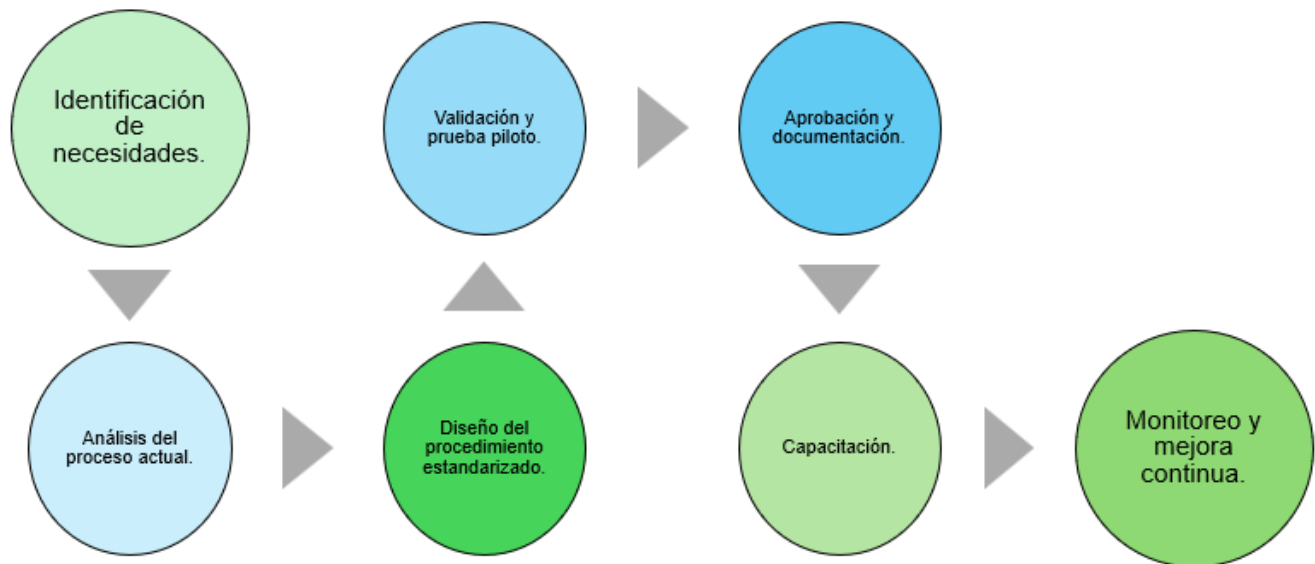 Identificación
de
necesidades.
Análisis del
proceso actual.
Diseño del
procedimiento
estandarizado.
Validación y
prueba piloto.
Aprobación y
documentación.
Capacitación.
Monitoreo y
mejora
continua.